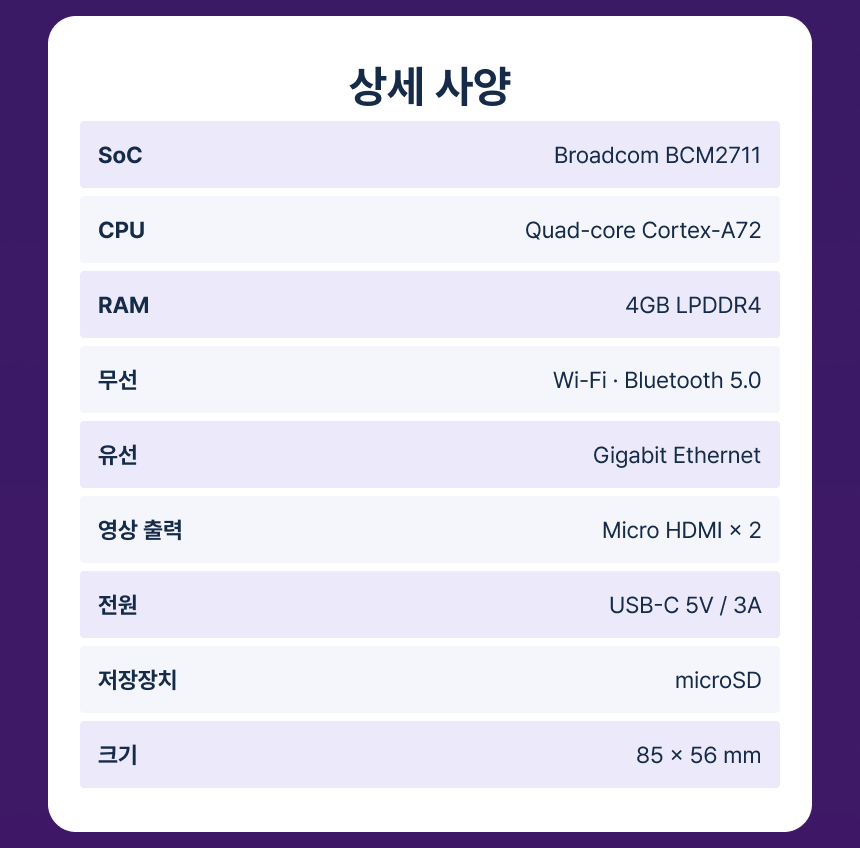 상세 사양
SoC Broadcom BCM2711
CPU Quad-core Cortex-A72
RAM 4GB LPDDR4
무선 Wi-Fi · Bluetooth 5.0
유선 Gigabit Ethernet
영상 출력 Micro HDMI × 2
전원 USB-C 5V / 3A
저장장치 microSD
크기 85 × 56 mm